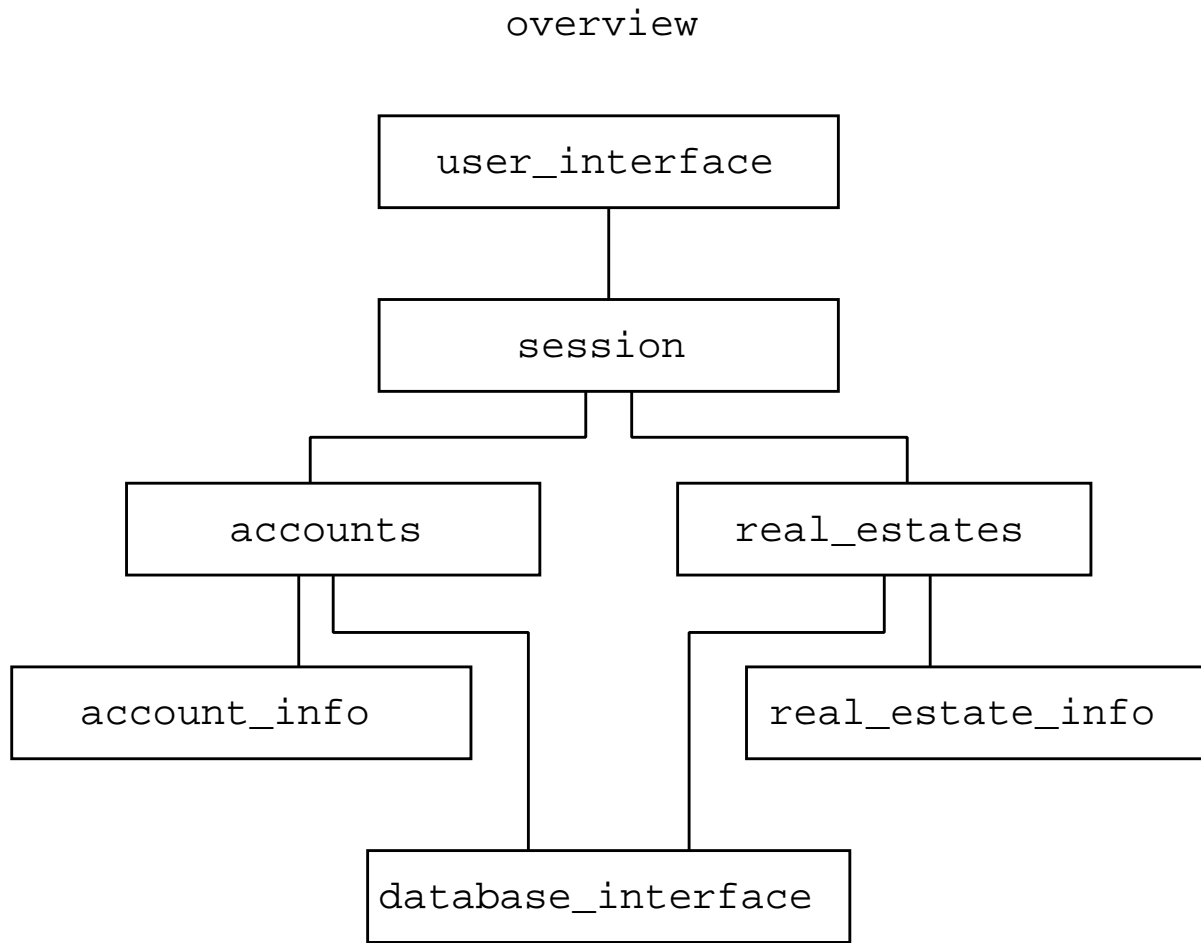 overview
user_interface
session
accounts
real_estates
account_info
real_estate_info
database_interface